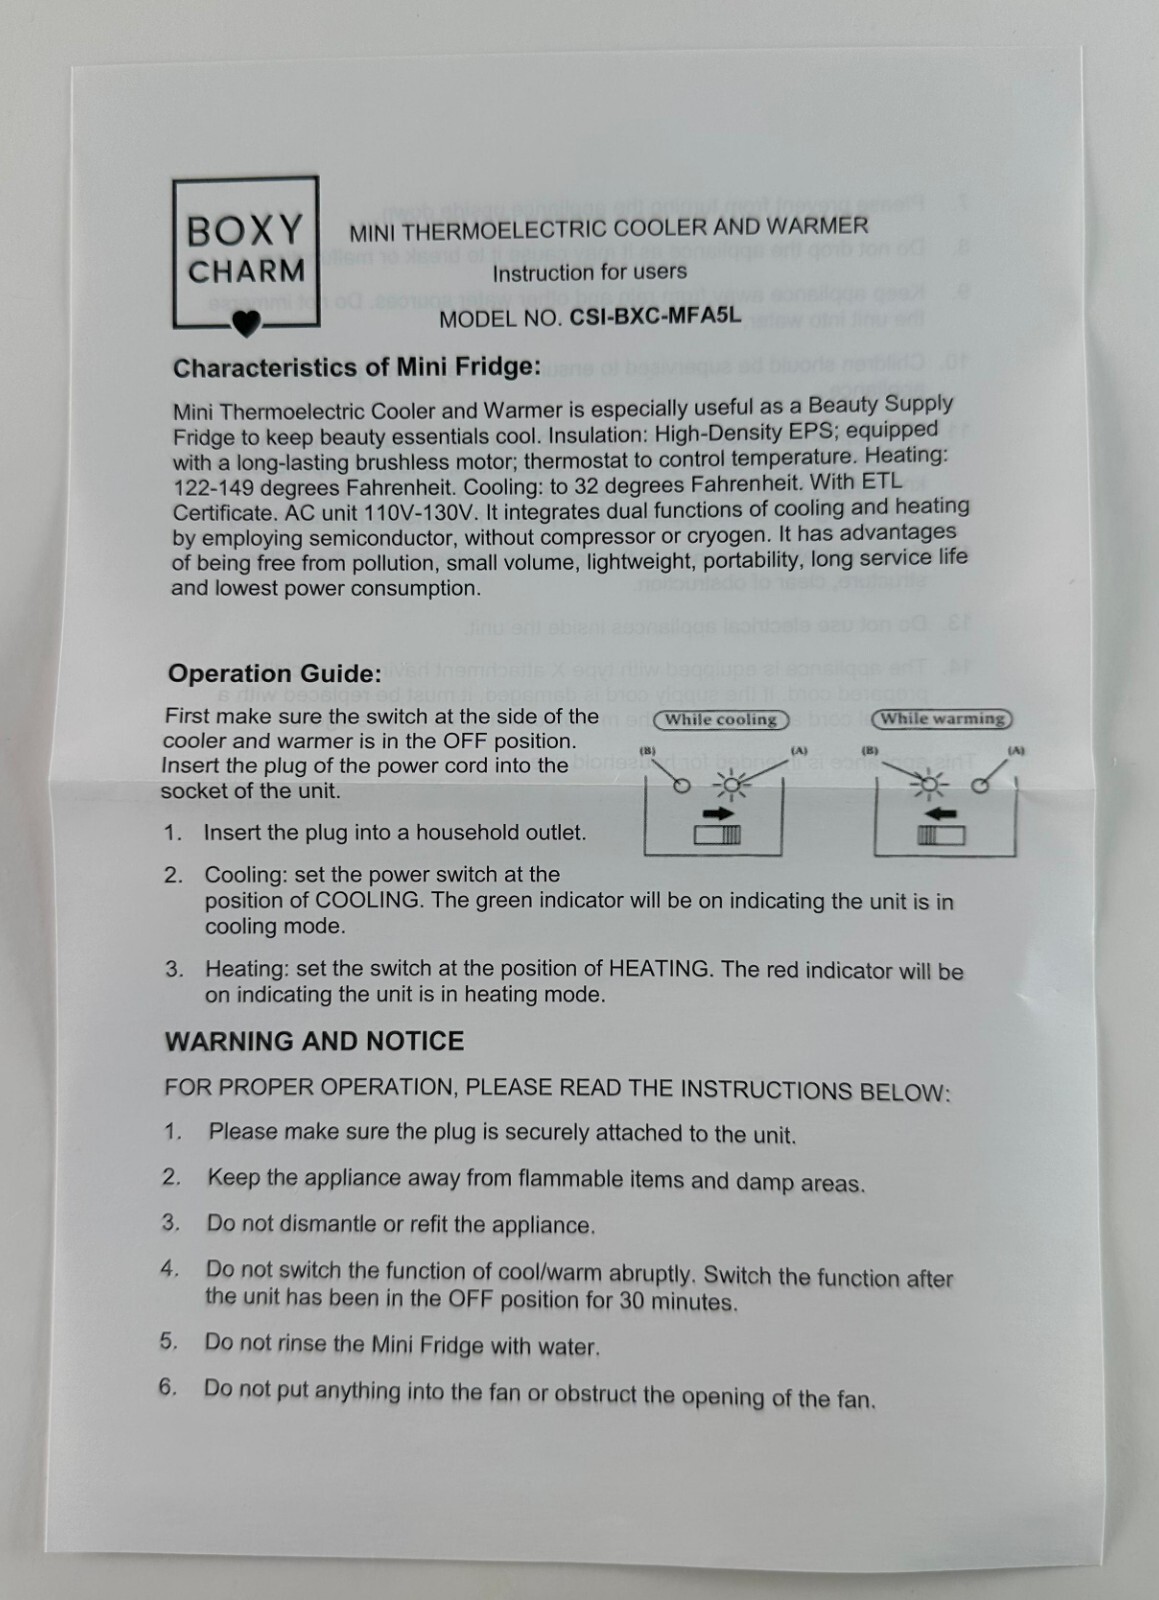 BOXY
CHARM
MINI THERMOELECTRIC COOLER AND WARMER
Instruction for users
MODEL NO. CSI-BXC-MFA5L
Characteristics of Mini Fridge:
Mini Thermoelectric Cooler and Warmer is especially useful as a Beauty Supply
Fridge to keep beauty essentials cool. Insulation: High-Density EPS; equipped
with a long-lasting brushless motor; thermostat to control temperature. Heating:
122-149 degrees Fahrenheit. Cooling: to 32 degrees Fahrenheit. With ETL
Certificate. AC unit 110V-130V. It integrates dual functions of cooling and heating
by employing semiconductor, without compressor or cryogen. It has advantages
of being free from pollution, small volume, lightweight, portability, long service life
and lowest power consumption.
Operation Guide:
First make sure the switch at the side of the
cooler and warmer is in the OFF position.
Insert the plug of the power cord into the
socket of the unit.
While cooling
(B) (A)
While warming
(B) (A)
1. Insert the plug into a household outlet.
2. Cooling: set the power switch at the
position of COOLING. The green indicator will be on indicating the unit is in
cooling mode.
3. Heating: set the switch at the position of HEATING. The red indicator will be
on indicating the unit is in heating mode.
WARNING AND NOTICE
FOR PROPER OPERATION, PLEASE READ THE INSTRUCTIONS BELOW:
1. Please make sure the plug is securely attached to the unit.
2. Keep the appliance away from flammable items and damp areas.
3. Do not dismantle or refit the appliance.
4. Do not switch the function of cool/warm abruptly. Switch the function after
the unit has been in the OFF position for 30 minutes.
5. Do not rinse the Mini Fridge with water.
6. Do not put anything into the fan or obstruct the opening of the fan.